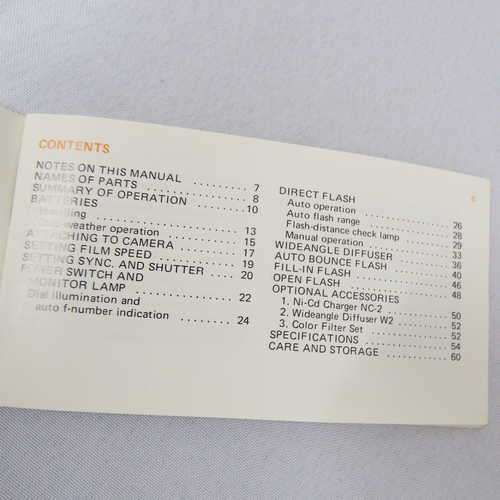 CONTENTS
NOTES ON THIS MANUAL .......... 7
NAMES OF PARTS ............... 8
SUMMARY OF OPERATION ........ 10
BATTERIES
Handling ..................... 13
weather operation ............ 15
ATTACHING TO CAMERA .......... 17
SETTING FILM SPEED ........... 19
SETTING SYNC. AND SHUTTER .... 20
POWER SWITCH AND
MONITOR LAMP ................. 22
Dial illumination and
auto f-number indication ..... 24
DIRECT FLASH
Auto operation ............... 26
Auto flash range ............. 28
Flash-distance check lamp .... 29
Manual operation ............. 33
WIDEANGLE DIFFUSER ........... 36
AUTO BOUNCE FLASH ............ 40
FILL-IN FLASH ................ 46
OPEN FLASH ................... 48
OPTIONAL ACCESSORIES
1. Ni-Cd Charger NC-2 ........ 50
2. Wideangle Diffuser W2 ..... 52
3. Color Filter Set .......... 52
SPECIFICATIONS ............... 54
CARE AND STORAGE ............. 60